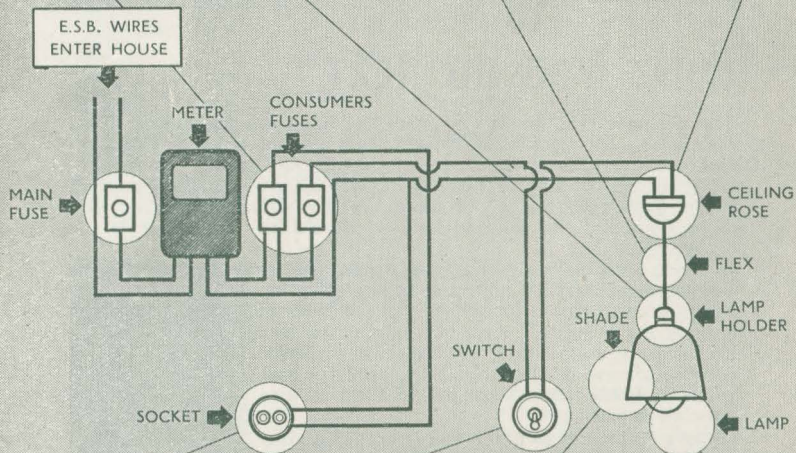 E.S.B. WIRES
ENTER HOUSE
METER
CONSUMERS
FUSES
MAIN
FUSE
CEILING
ROSE
FLEX
LAMP
HOLDER
SHADE
SWITCH
SOCKET
LAMP